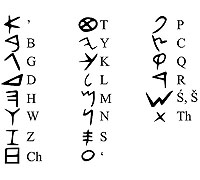 𐤀 ’ 𐤈 T 𐤐 P
𐤁 B 𐤉 Y 𐤑 C
𐤂 G 𐤊 K 𐤒 Q
𐤃 D 𐤋 L 𐤓 R
𐤄 H 𐤌 M 𐤔 Ś, Š
𐤅 W 𐤍 N 𐤕 Th
𐤆 Z 𐤎 S
𐤇 Ch 𐤏 ‘